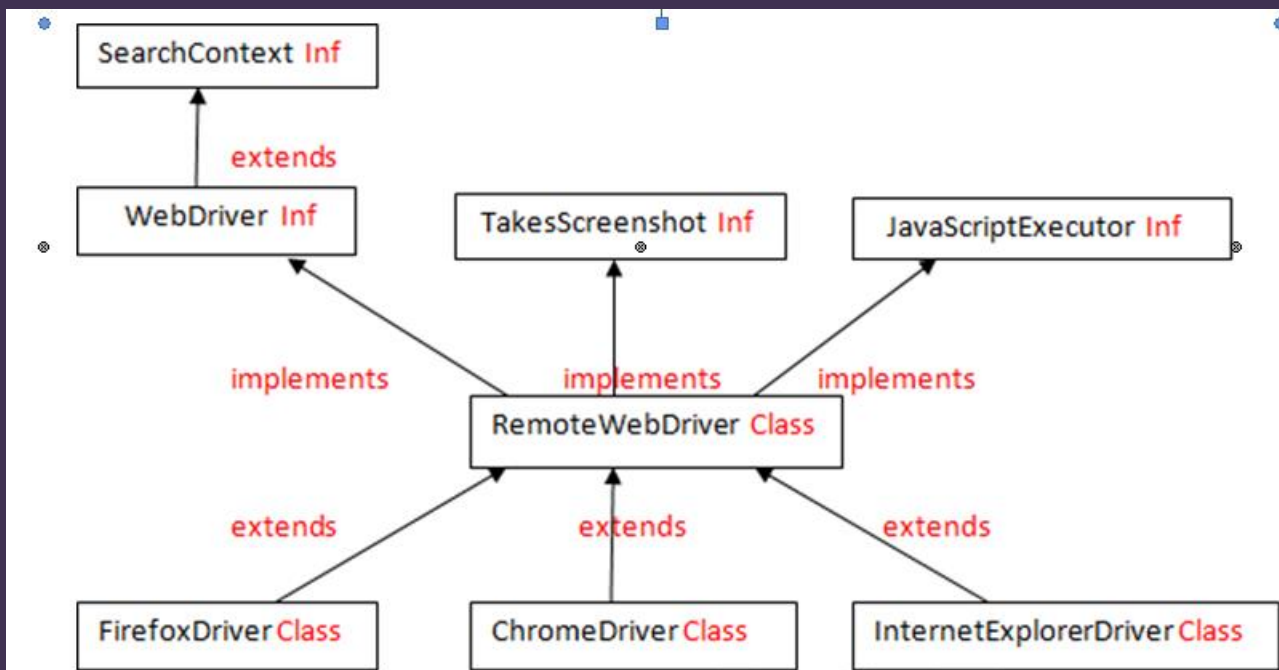 SearchContext Inf
extends
WebDriver Inf
TakesScreenshot Inf
JavaScriptExecutor Inf
implements
implements
implements
RemoteWebDriver Class
extends
extends
extends
FirefoxDriver Class
ChromeDriver Class
InternetExplorerDriver Class